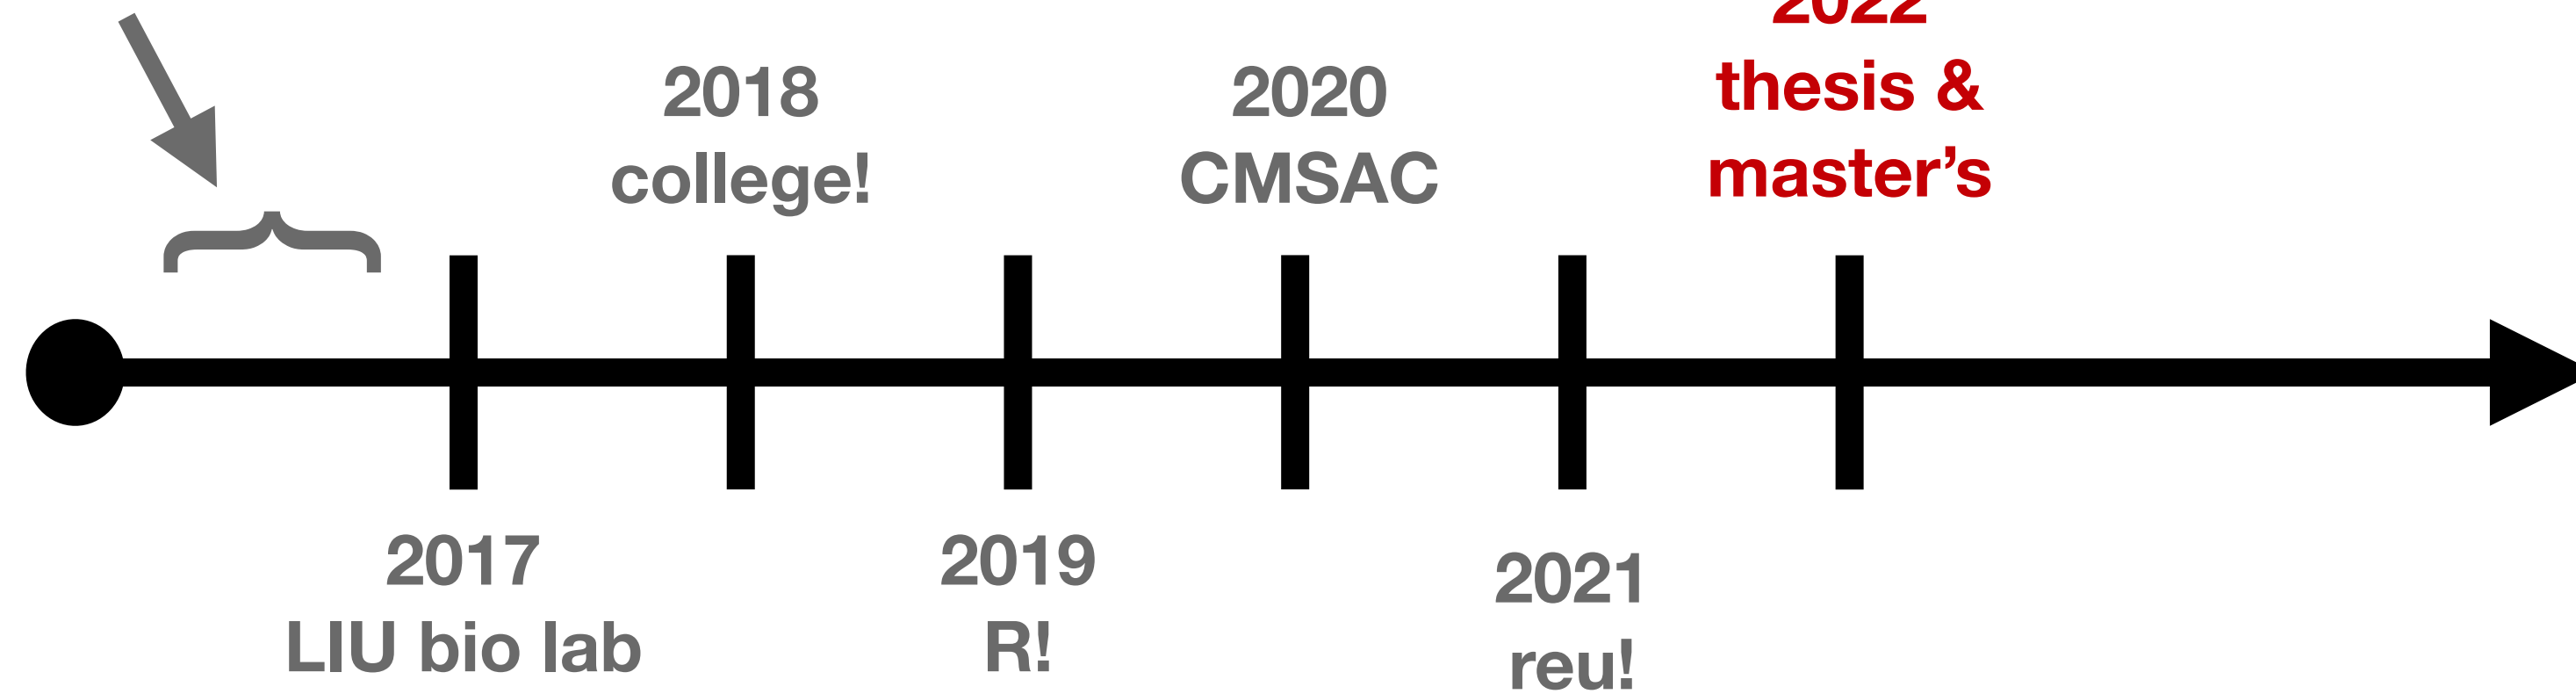 2017
LIU bio lab
2018
college!
2019
R!
2020
CMSAC
2021
reu!
2022
thesis &
master's